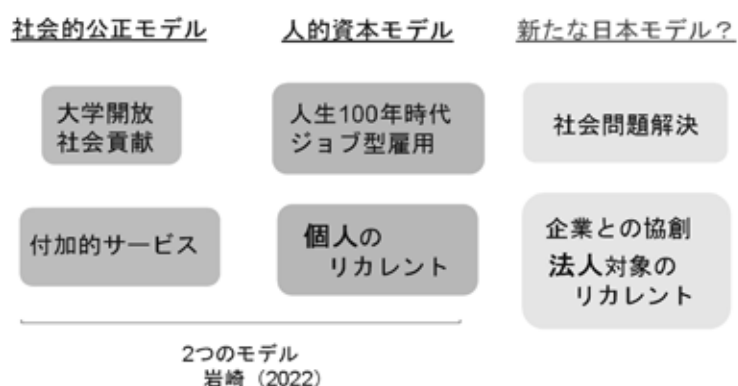 社会的公正モデル
人的資本モデル
新たな日本モデル？
大学開放
社会貢献
人生100年時代
ジョブ型雇用
社会問題解決
付加的サービス
個人の
リカレント
企業との協創
法人対象の
リカレント
2つのモデル
岩崎（2022）